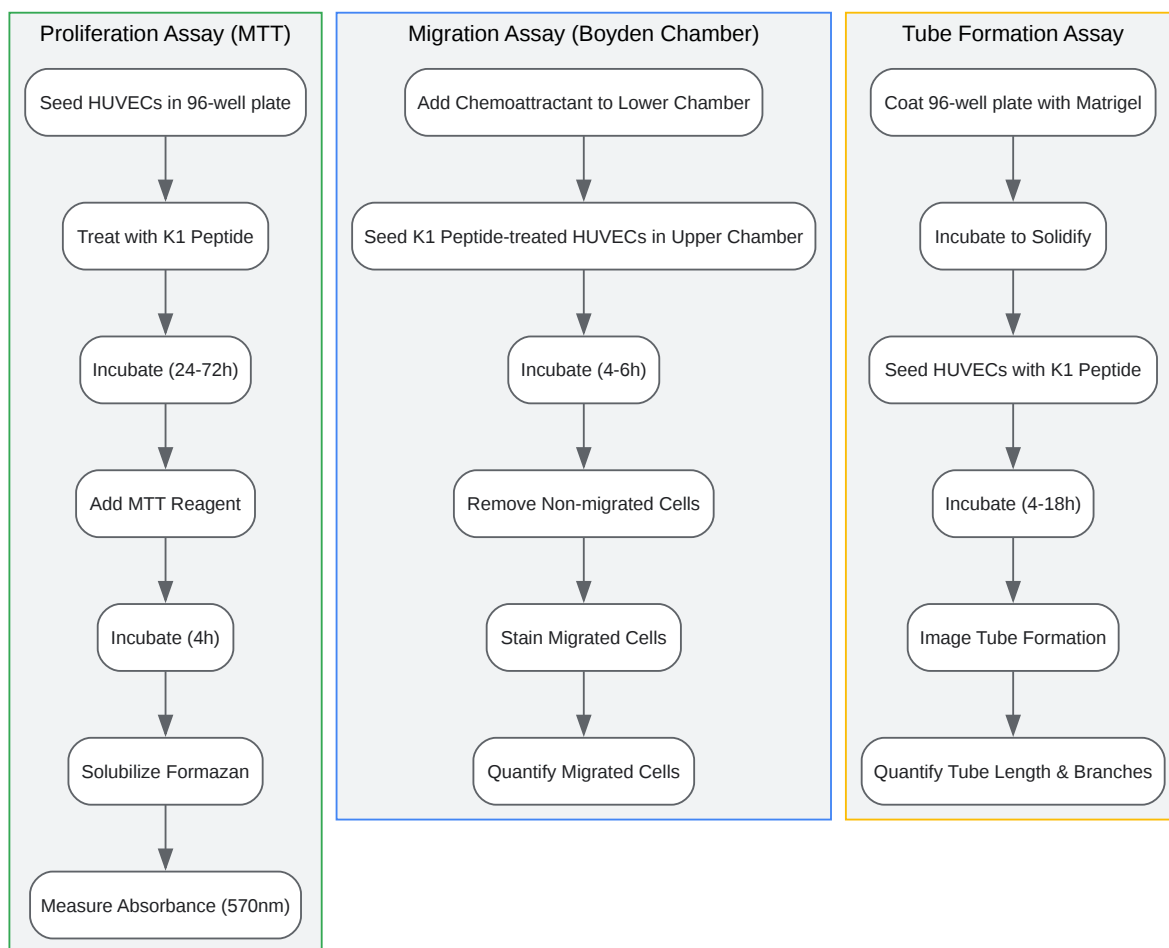 Proliferation Assay (MTT)
Seed HUVECs in 96-well plate
Treat with K1 Peptide
Incubate (24-72h)
Add MTT Reagent
Incubate (4h)
Solubilize Formazan
Measure Absorbance (570nm)
Migration Assay (Boyden Chamber)
Add Chemoattractant to Lower Chamber
Seed K1 Peptide-treated HUVECs in Upper Chamber
Incubate (4-6h)
Remove Non-migrated Cells
Stain Migrated Cells
Quantify Migrated Cells
Tube Formation Assay
Coat 96-well plate with Matrigel
Incubate to Solidify
Seed HUVECs with K1 Peptide
Incubate (4-18h)
Image Tube Formation
Quantify Tube Length & Branches